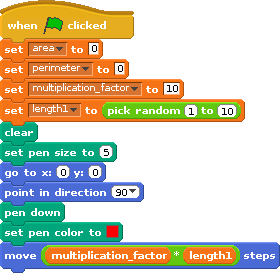 when clicked
set area to 0
set perimeter to 0
set multiplication_factor to 10
set length1 to pick random 1 to 10
clear
set pen size to 5
go to x: 0 y: 0
point in direction 90
pen down
set pen color to
move multiplication_factor * length1 steps